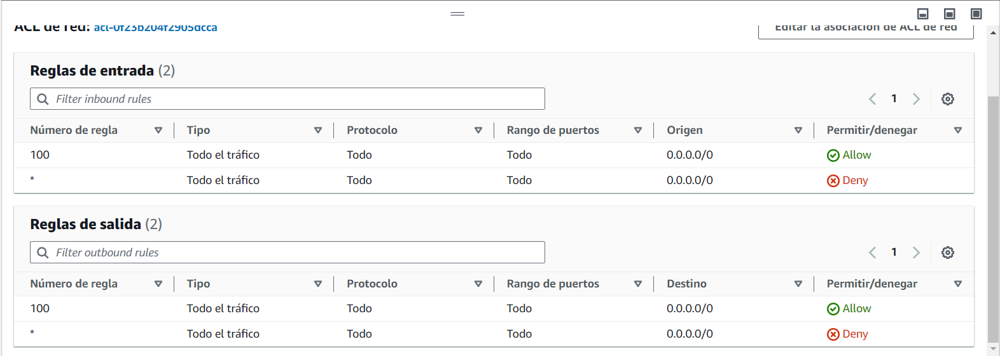 ACL de red: acl-0f23b204f2905dcca
Editar la asociación de ACL de red
Reglas de entrada (2)
Filter inbound rules
1
Número de regla Tipo Protocolo Rango de puertos Origen Permitir/denegar
100 Todo el tráfico Todo Todo 0.0.0.0/0 Allow
* Todo el tráfico Todo Todo 0.0.0.0/0 Deny
Reglas de salida (2)
Filter outbound rules
1
Número de regla Tipo Protocolo Rango de puertos Destino Permitir/denegar
100 Todo el tráfico Todo Todo 0.0.0.0/0 Allow
* Todo el tráfico Todo Todo 0.0.0.0/0 Deny